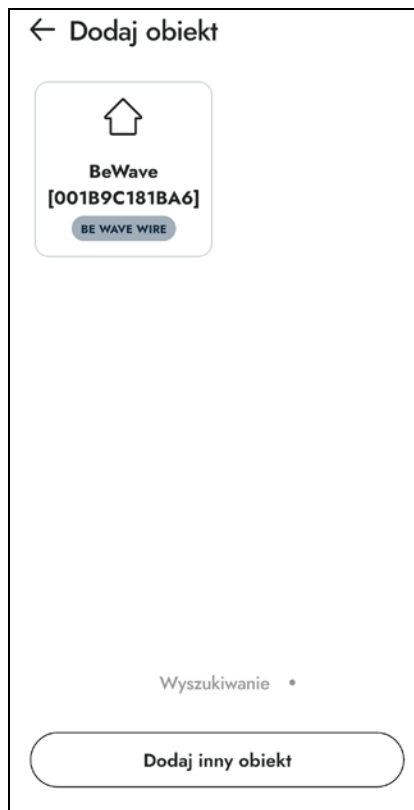 Dodaj obiekt
BeWave
[001B9C181BA6]
BE WAVE WIRE
Wyszukiwanie
Dodaj inny obiekt